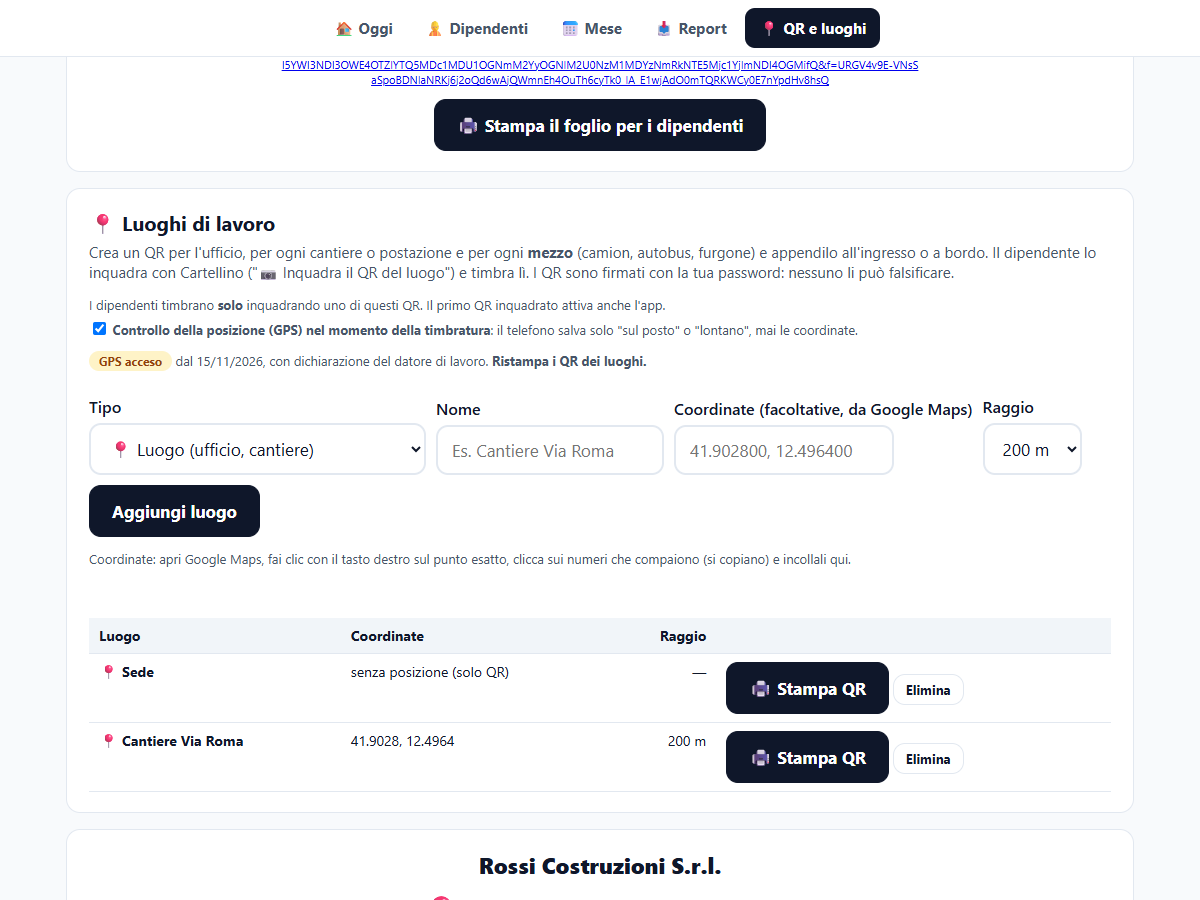 Oggi
Dipendenti
Mese
Report
QR e luoghi
Stampa il foglio per i dipendenti
Luoghi di lavoro
Crea un QR per l'ufficio, per ogni cantiere o postazione e per ogni mezzo (camion, autobus, furgone) e appendilo all'ingresso o a bordo. Il dipendente lo
inquadra con Cartellino (" Inquadra il QR del luogo") e timbra lì. I QR sono firmati con la tua password: nessuno li può falsificare.
I dipendenti timbrano solo inquadrando uno di questi QR. Il primo QR inquadrato attiva anche l'app.
Controllo della posizione (GPS) nel momento della timbratura: il telefono salva solo "sul posto" o "lontano", mai le coordinate.
GPS acceso dal 15/11/2026, con dichiarazione del datore di lavoro. Ristampa i QR dei luoghi.
Tipo
Nome
Coordinate (facoltative, da Google Maps)
Raggio
Luogo (ufficio, cantiere)
Es. Cantiere Via Roma
41.902800, 12.496400
200 m
Aggiungi luogo
Coordinate: apri Google Maps, fai clic con il tasto destro sul punto esatto, clicca sui numeri che compaiono (si copiano) e incollali qui.
Luogo Coordinate Raggio
Sede senza posizione (solo QR) — Stampa QR Elimina
Cantiere Via Roma 41.9028, 12.4964 200 m Stampa QR Elimina
Rossi Costruzioni S.r.l.